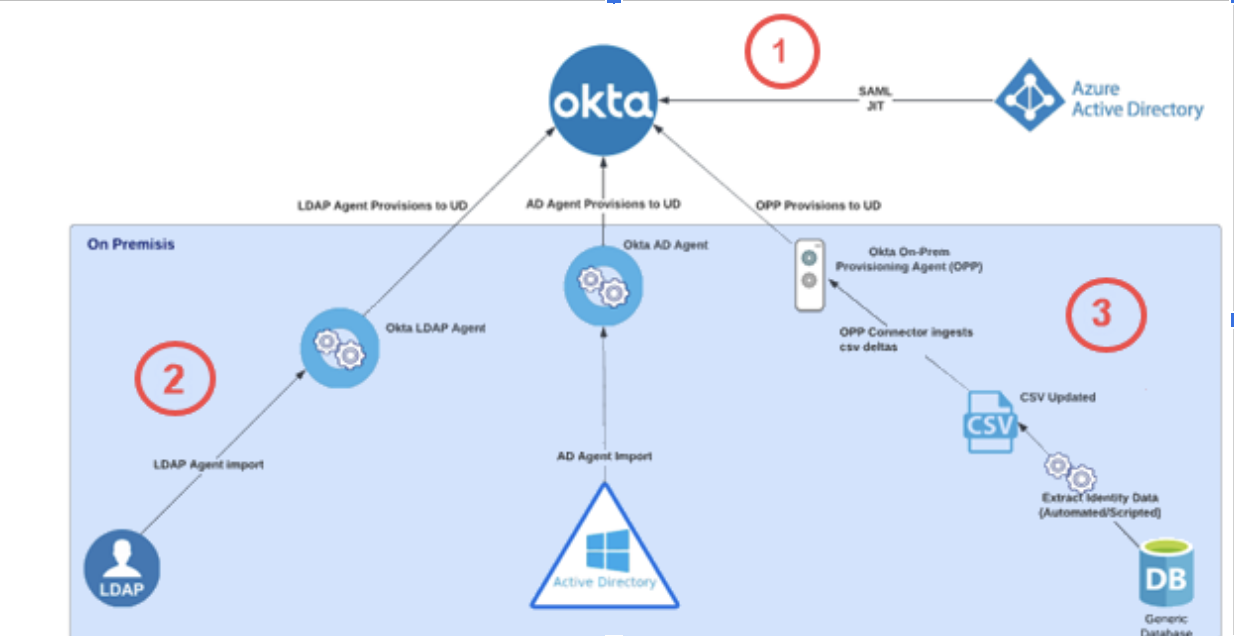 1
okta
SAML
JIT
Azure
Active Directory
LDAP Agent Provisions to UD
AD Agent Provisions to UD
OPP Provisions to UD
On Premisis
Okta AD Agent
Okta On-Prem
Provisioning Agent (OPP)
3
Okta LDAP Agent
OPP Connector ingests
csv deltas
2
CSV Updated
CSV
LDAP Agent import
AD Agent Import
Extract Identity Data
(Automated/Scripted)
LDAP
Active Directory
DB
Generic
Database